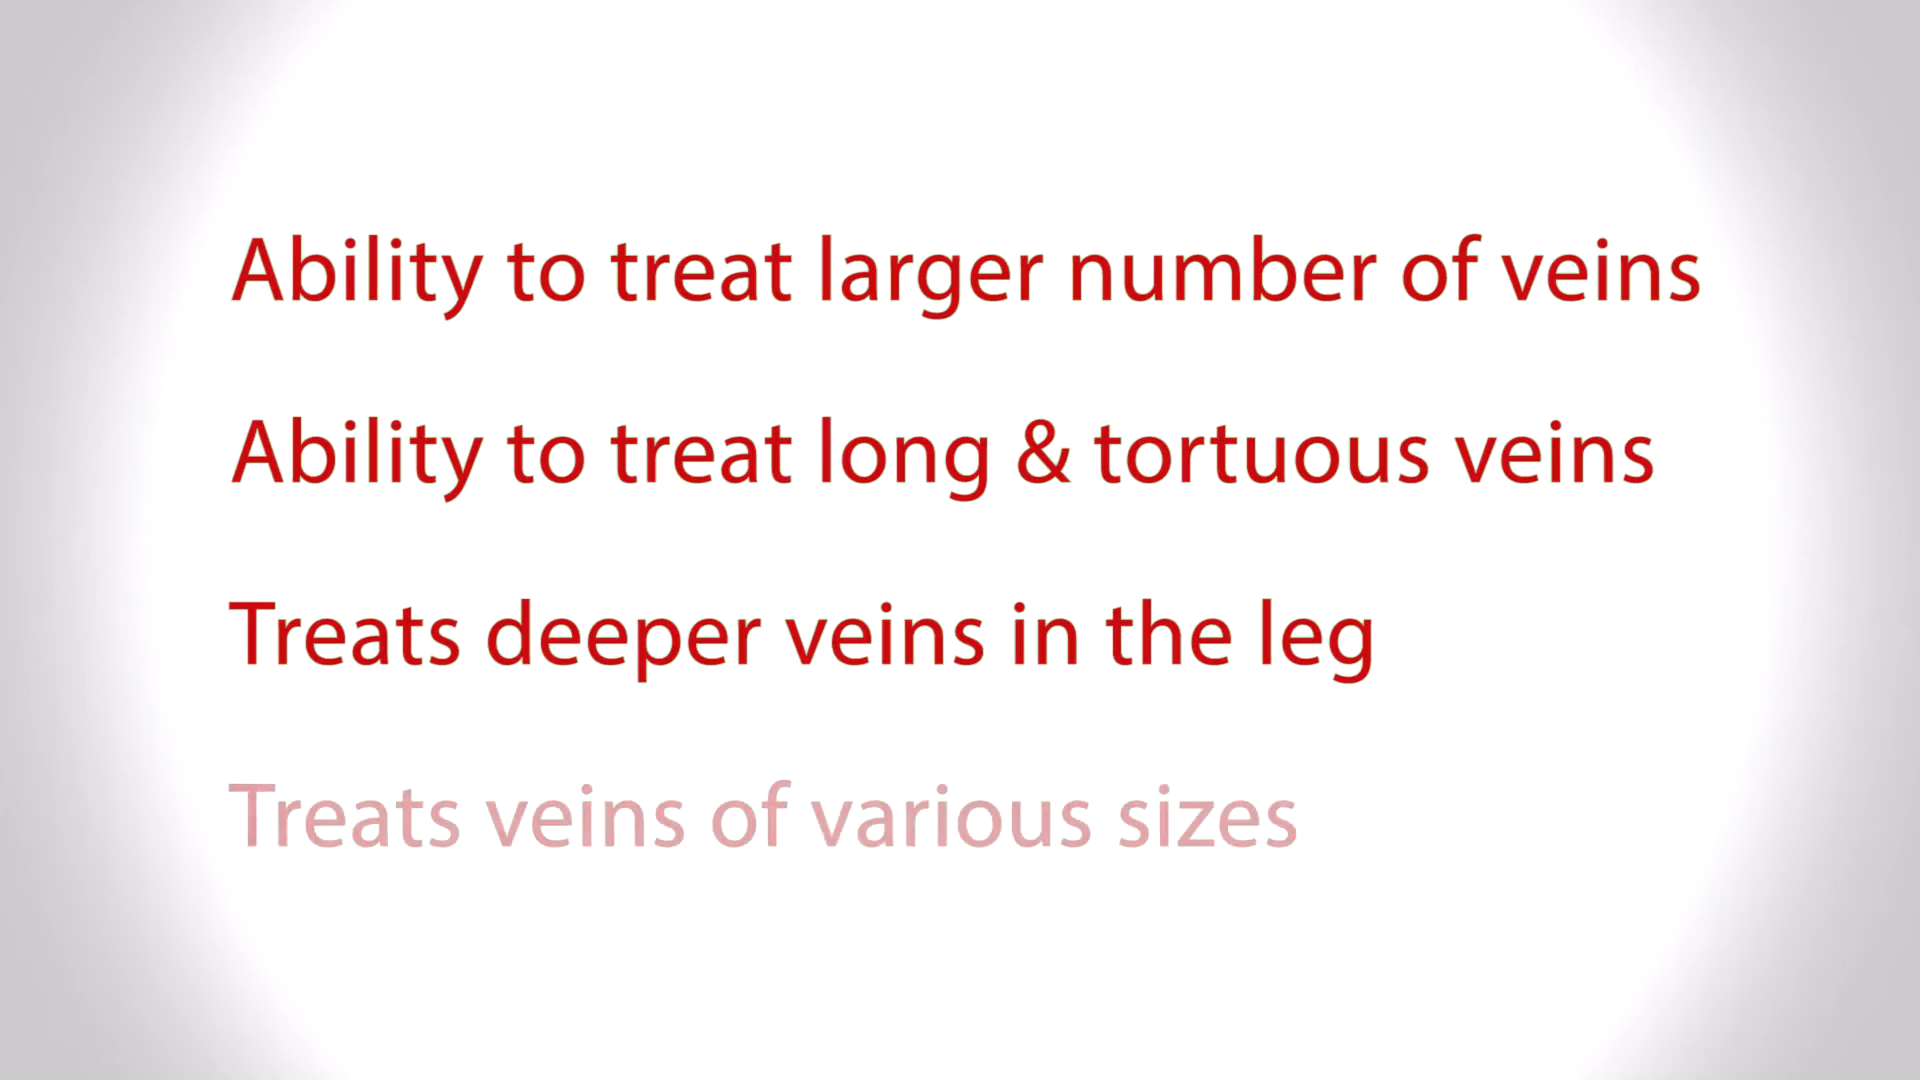 Ability to treat larger number of veins
Ability to treat long & tortuous veins
Treats deeper veins in the leg
Treats veins of various sizes